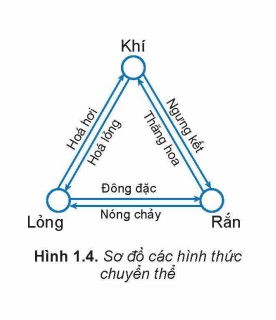 Khí
Hoá hơi
Hoá lỏng
Ngưng kết
Thăng hoa
Đông đặc
Nóng chảy
Lỏng
Rắn
Hình 1.4. Sơ đồ các hình thức
chuyển thể